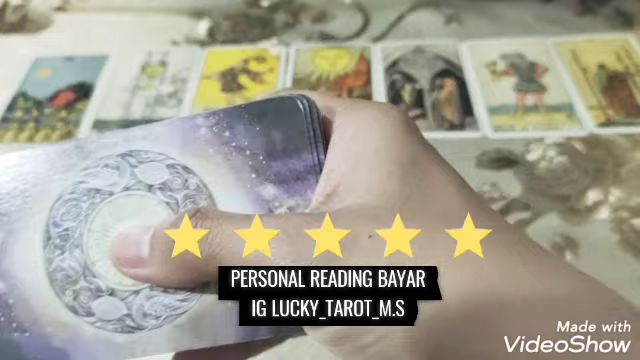 PERSONAL READING BAYAR
IG LUCKY_TAROT_M.S
Made with
VideoShow